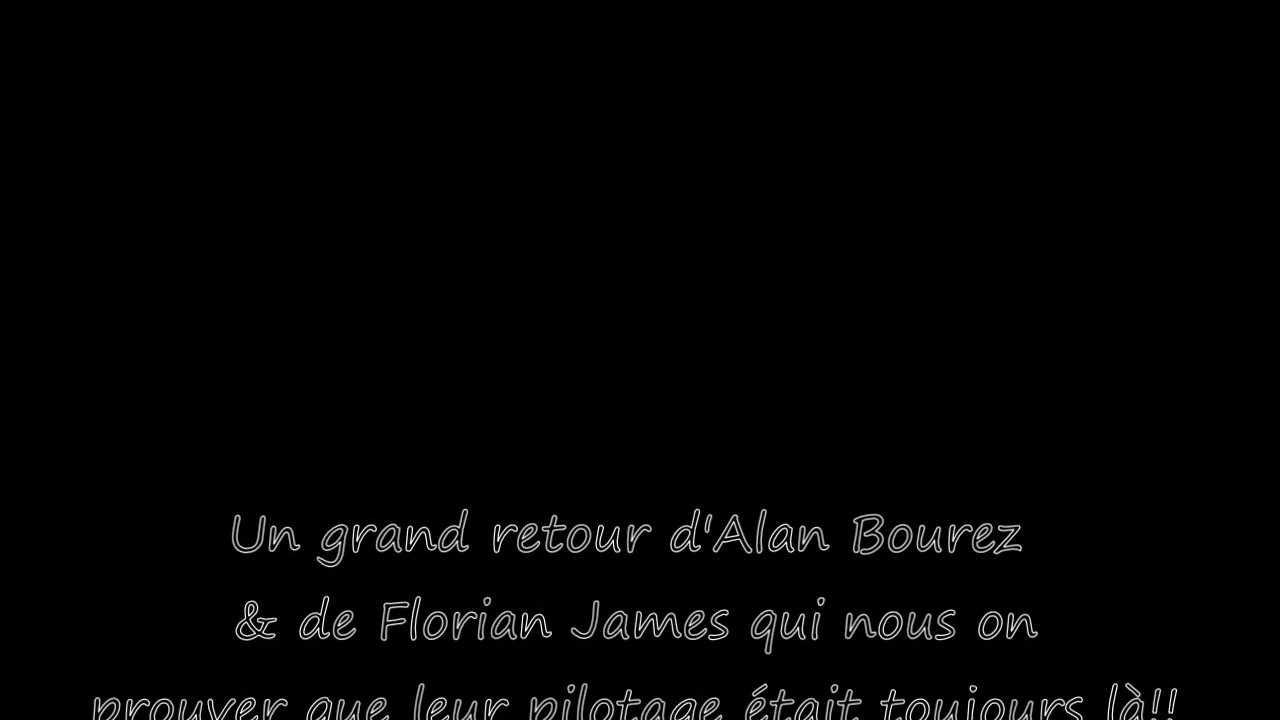 Un grand retour d'Alan Bourez
& de Florian James qui nous on
prouver que leur pilotage était toujours là!!